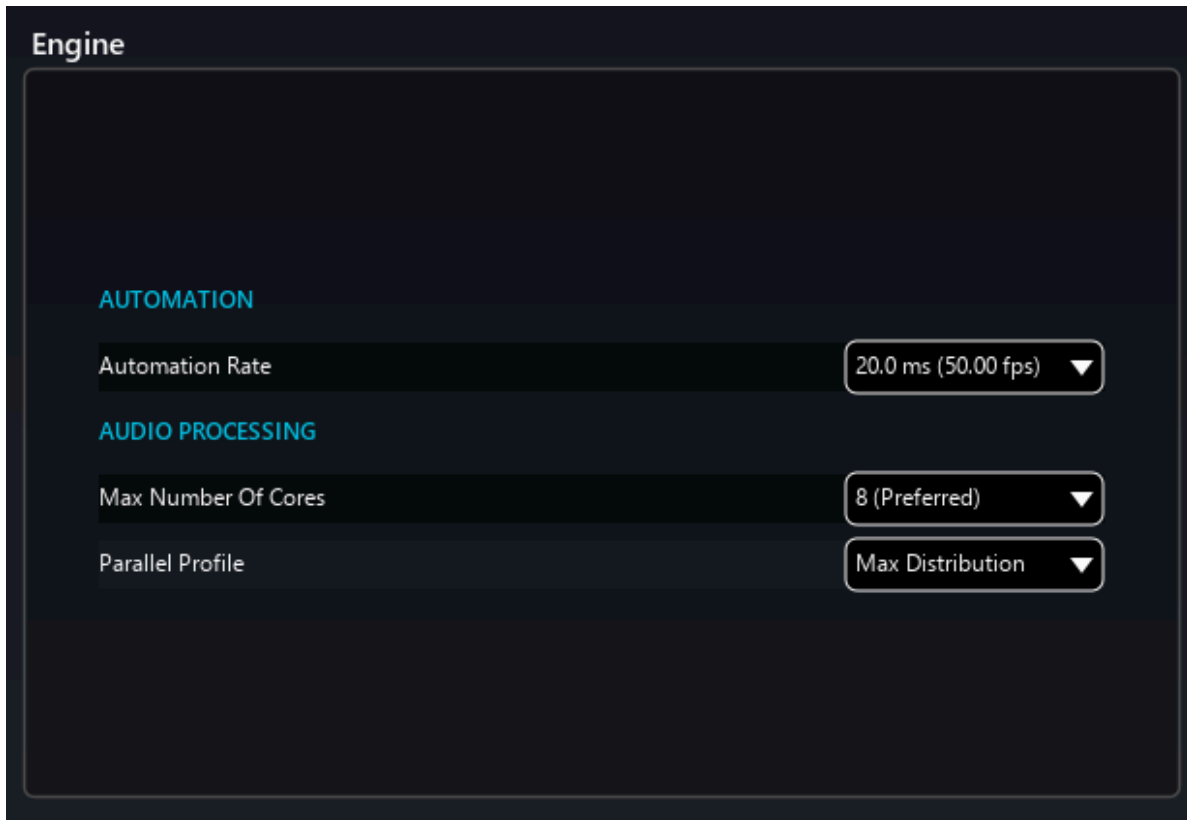 Engine
AUTOMATION
Automation Rate 20.0 ms (50.00 fps)
AUDIO PROCESSING
Max Number Of Cores 8 (Preferred)
Parallel Profile Max Distribution